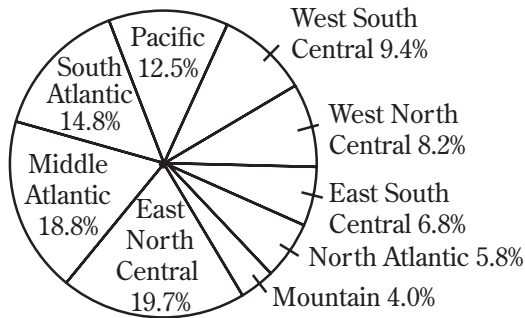 Pacific
12.5%
West South
Central 9.4%
West North
Central 8.2%
East South
Central 6.8%
North Atlantic 5.8%
Mountain 4.0%
East
North
Central
19.7%
Middle
Atlantic
18.8%
South
Atlantic
14.8%